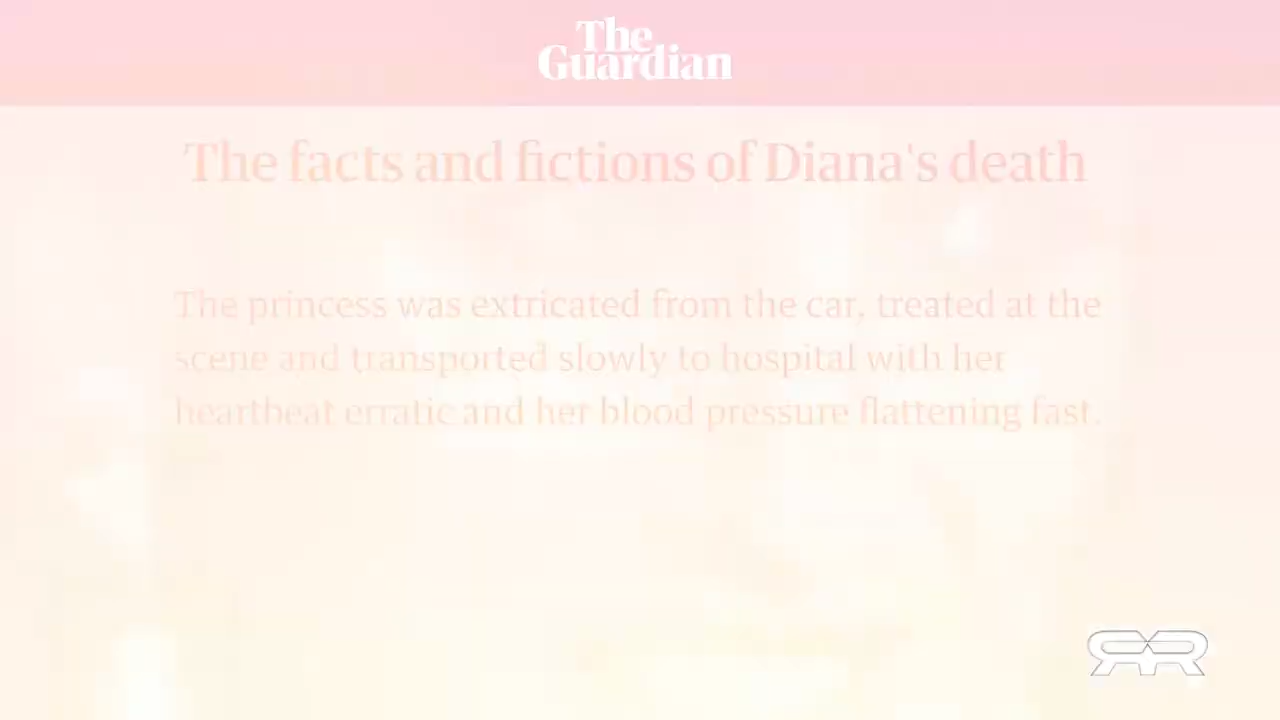 The
Guardian
The facts and fictions of Diana's death
The princess was extricated from the car, treated at the
scene and transported slowly to hospital with her
heartbeat erratic and her blood pressure flattening fast.
RR